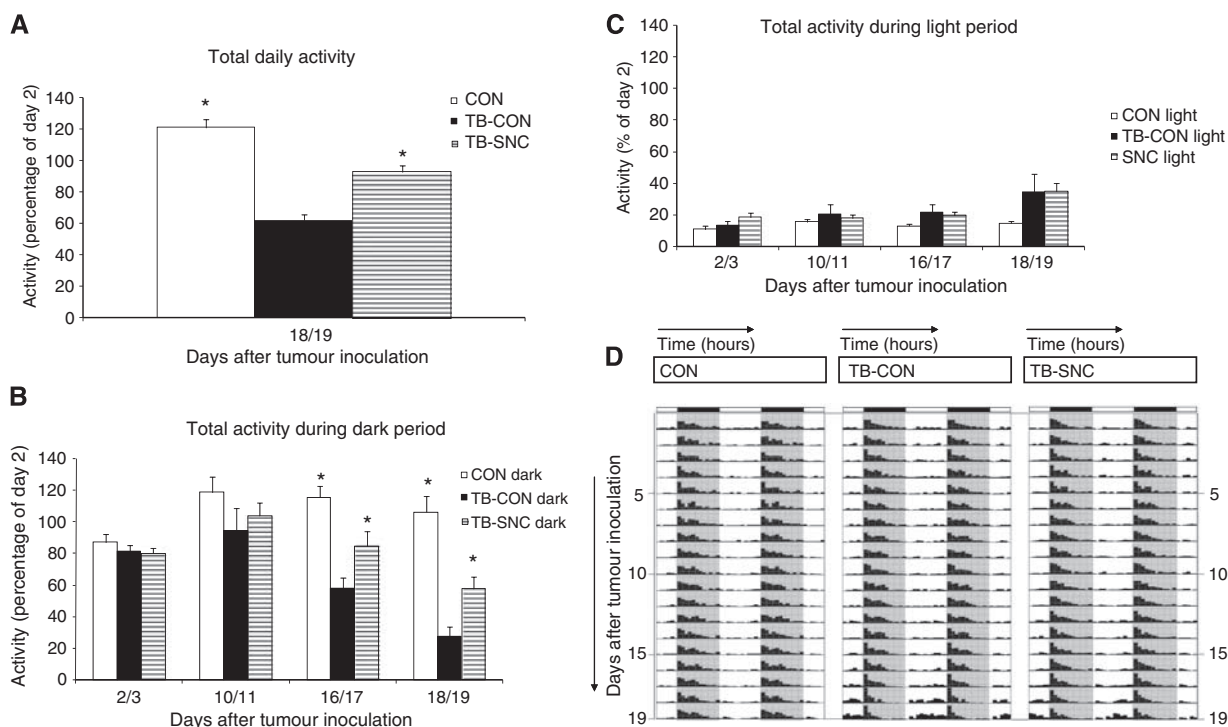 A
Total daily activity
Activity (percentage of day 2)
140
120
100
80
60
40
20
0
*
*
CON
TB-CON
TB-SNC
18/19
Days after tumour inoculation
B
Total activity during dark period
Activity (percentage of day 2)
140
120
100
80
60
40
20
0
*
*
*
*
CON dark
TB-CON dark
TB-SNC dark
2/3 10/11 16/17 18/19
Days after tumour inoculation
C
Total activity during light period
Activity (% of day 2)
140
120
100
80
60
40
20
0
CON light
TB-CON light
SNC light
2/3 10/11 16/17 18/19
Days after tumour inoculation
D
Time (hours) Time (hours) Time (hours)
CON TB-CON TB-SNC
Days after tumour inoculation
5 5
10 10
15 15
19 19